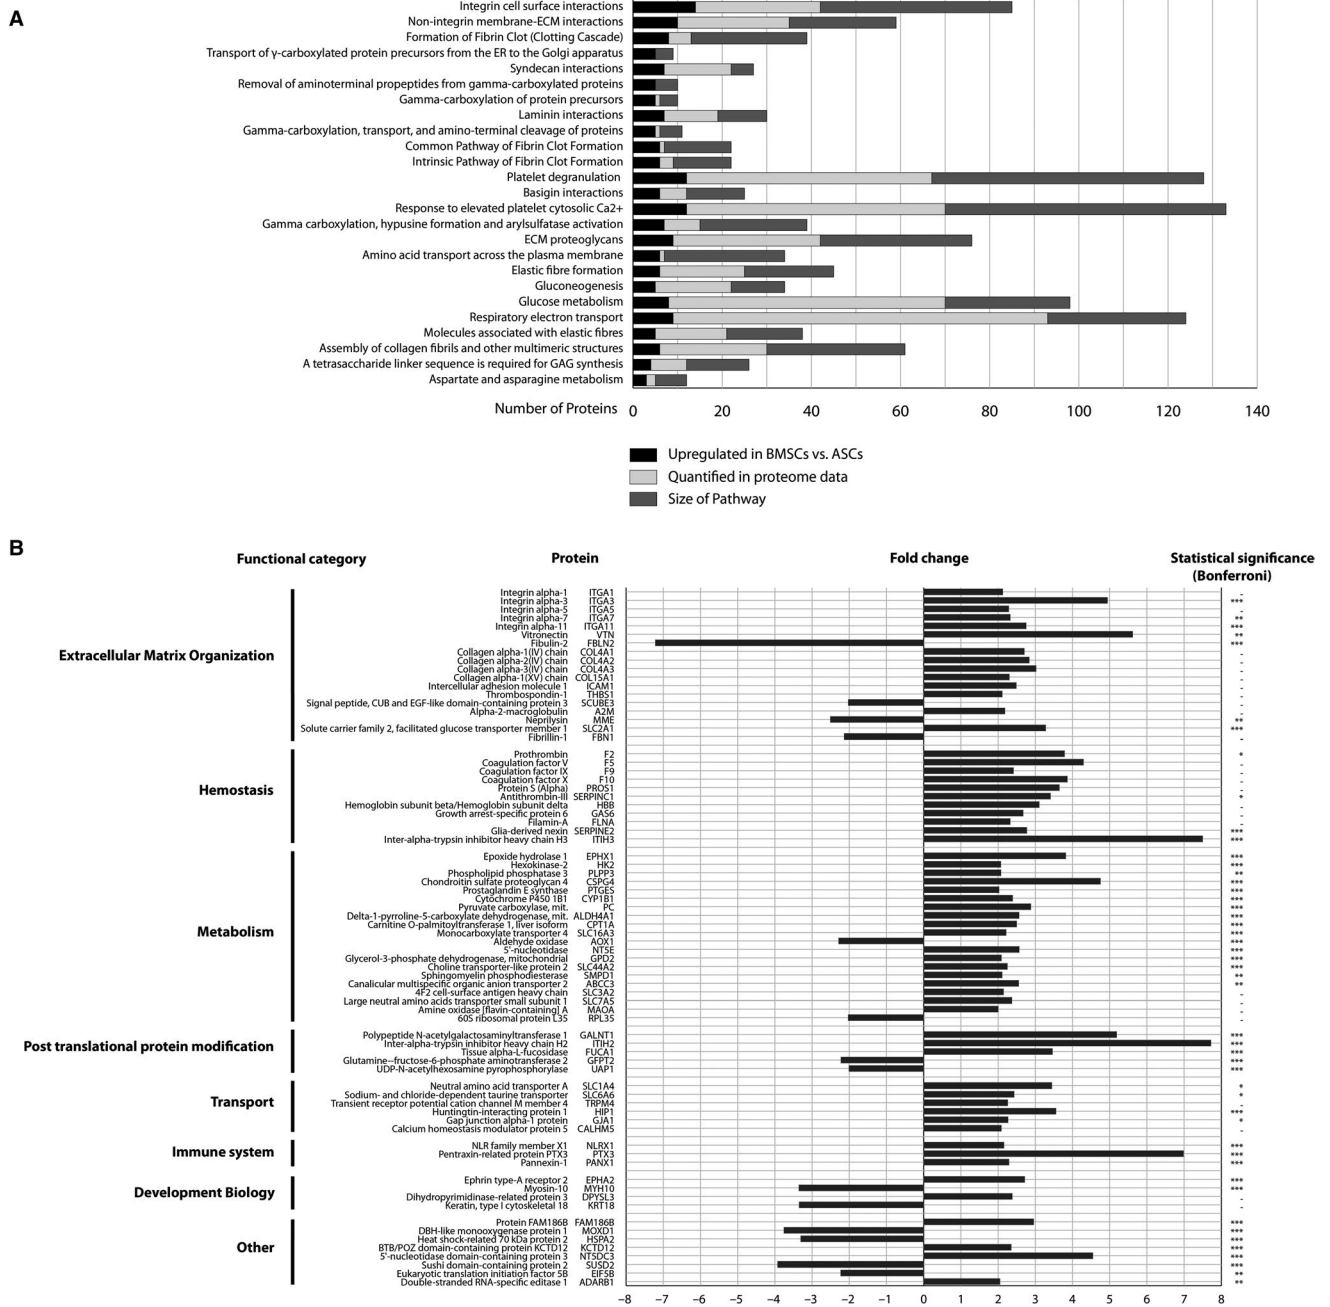 A
Integrin cell surface interactions
Non-integrin membrane-ECM interactions
Formation of Fibrin Clot (Clotting Cascade)
Transport of γ-carboxylated protein precursors from the ER to the Golgi apparatus
Syndecan interactions
Removal of aminoterminal propeptides from gamma-carboxylated proteins
Gamma-carboxylation of protein precursors
Laminin interactions
Gamma-carboxylation, transport, and amino-terminal cleavage of proteins
Common Pathway of Fibrin Clot Formation
Intrinsic Pathway of Fibrin Clot Formation
Platelet degranulation
Basigin interactions
Response to elevated platelet cytosolic Ca2+
Gamma carboxylation, hypusine formation and arylsulfatase activation
ECM proteoglycans
Amino acid transport across the plasma membrane
Elastic fibre formation
Gluconeogenesis
Glucose metabolism
Respiratory electron transport
Molecules associated with elastic fibres
Assembly of collagen fibrils and other multimeric structures
A tetrasaccharide linker sequence is required for GAG synthesis
Aspartate and asparagine metabolism
Number of Proteins 0 20 40 60 80 100 120 140
Upregulated in BMSCs vs. ASCs
Quantified in proteome data
Size of Pathway
B
Functional category Protein Fold change Statistical significance
(Bonferroni)
Extracellular Matrix Organization
Integrin alpha-1 ITGA1 -
Integrin alpha-3 ITGA3 ***
Integrin alpha-5 ITGA5 -
Integrin alpha-7 ITGA7 **
Integrin alpha-11 ITGA11 ***
Vitronectin VTN **
Fibulin-2 FBLN2 ***
Collagen alpha-1(IV) chain COL4A1 -
Collagen alpha-2(IV) chain COL4A2 -
Collagen alpha-3(IV) chain COL4A3 -
Collagen alpha-1(XV) chain COL15A1 -
Intercellular adhesion molecule 1 ICAM1 -
Thrombospondin-1 THBS1 -
Signal peptide, CUB and EGF-like domain-containing protein 3 SCUBE3 -
Alpha-2-macroglobulin A2M -
Neprilysin MME **
Solute carrier family 2, facilitated glucose transporter member 1 SLC2A1 ***
Fibrillin-1 FBN1 -
Hemostasis
Prothrombin F2 *
Coagulation factor V F5 -
Coagulation factor IX F9 -
Coagulation factor X F10 -
Protein S (Alpha) PROS1 -
Antithrombin-III SERPINC1 *
Hemoglobin subunit beta/Hemoglobin subunit delta HBB -
Growth arrest-specific protein 6 GAS6 -
Filamin-A FLNA -
Glia-derived nexin SERPINE2 ***
Inter-alpha-trypsin inhibitor heavy chain H3 ITIH3 ***
Metabolism
Epoxide hydrolase 1 EPHX1 ***
Hexokinase-2 HK2 ***
Phospholipid phosphatase 3 PLPP3 **
Chondroitin sulfate proteoglycan 4 CSPG4 ***
Prostaglandin E synthase PTGES ***
Cytochrome P450 1B1 CYP1B1 ***
Pyruvate carboxylase, mit. PC ***
Delta-1-pyrroline-5-carboxylate dehydrogenase, mit. ALDH4A1 ***
Carnitine O-palmitoyltransferase 1, liver isoform CPT1A ***
Monocarboxylate transporter 4 SLC16A3 ***
Aldehyde oxidase AOX1 ***
5'-nucleotidase NT5E ***
Glycerol-3-phosphate dehydrogenase, mitochondrial GPD2 ***
Choline transporter-like protein 2 SLC44A2 ***
Sphingomyelin phosphodiesterase SMPD1 **
Canalicular multispecific organic anion transporter 2 ABCC3 **
4F2 cell-surface antigen heavy chain SLC3A2 -
Large neutral amino acids transporter small subunit 1 SLC7A5 -
Amine oxidase [flavin-containing] A MAOA -
60S ribosomal protein L35 RPL35 -
Post translational protein modification
Polypeptide N-acetylgalactosaminyltransferase 1 GALNT1 ***
Inter-alpha-trypsin inhibitor heavy chain H2 ITIH2 ***
Tissue alpha-L-fucosidase FUCA1 ***
Glutamine--fructose-6-phosphate aminotransferase 2 GFPT2 ***
UDP-N-acetylhexosamine pyrophosphorylase UAP1 ***
Transport
Neutral amino acid transporter A SLC1A4 *
Sodium- and chloride-dependent taurine transporter SLC6A6 *
Transient receptor potential cation channel M member 4 TRPM4 -
Huntingtin-interacting protein 1 HIP1 ***
Gap junction alpha-1 protein GJA1 *
Calcium homeostasis modulator protein 5 CALHM5 -
Immune system
NLR family member X1 NLRX1 ***
Pentraxin-related protein PTX3 PTX3 ***
Pannexin-1 PANX1 ***
Development Biology
Ephrin type-A receptor 2 EPHA2 ***
Myosin-10 MYH10 ***
Dihydropyrimidinase-related protein 3 DPYSL3 -
Keratin, type I cytoskeletal 18 KRT18 -
Other
Protein FAM186B FAM186B ***
DBH-like monooxygenase protein 1 MOXD1 ***
Heat shock-related 70 kDa protein 2 HSPA2 ***
BTB/POZ domain-containing protein KCTD12 KCTD12 ***
5'-nucleotidase domain-containing protein 3 NT5DC3 ***
Sushi domain-containing protein 2 SUSD2 ***
Eukaryotic translation initiation factor 5B EIF5B **
Double-stranded RNA-specific editase 1 ADARB1 **
−8 −7 −6 −5 −4 −3 −2 −1 0 1 2 3 4 5 6 7 8